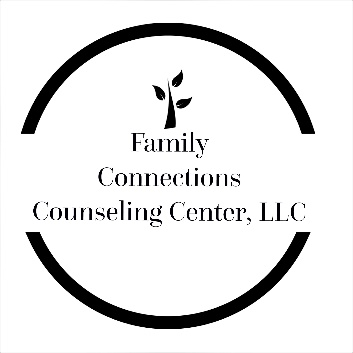 Family
Connections
Counseling Center, LLC